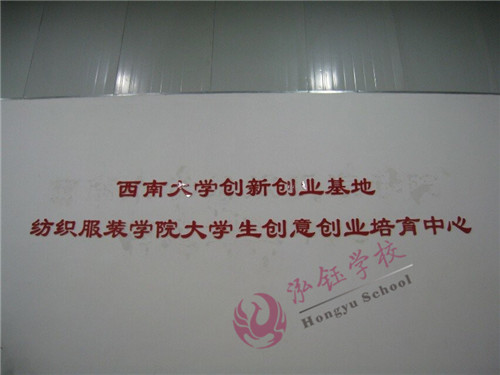 西南大学创新创业基地
纺织服装学院大学生创意创业培育中心
泓钰学校
Hongyu School